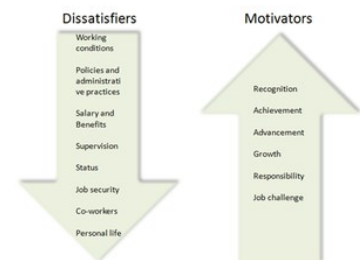 Dissatisfiers
Working
conditions
Policies and
administrati
ve practices
Salary and
Benefits
Supervision
Status
Job security
Co-workers
Personal life
Motivators
Recognition
Achievement
Advancement
Growth
Responsibility
Job challenge